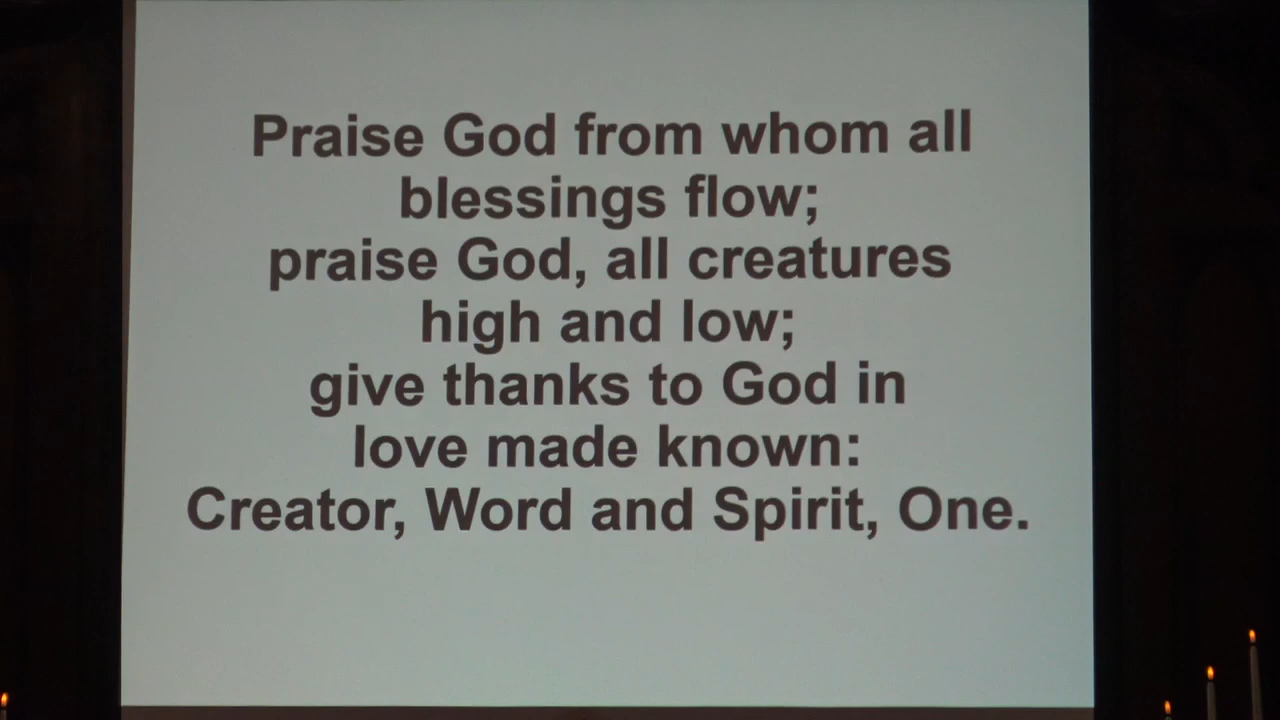 Praise God from whom all
blessings flow;
praise God, all creatures
high and low;
give thanks to God in
love made known:
Creator, Word and Spirit, One.